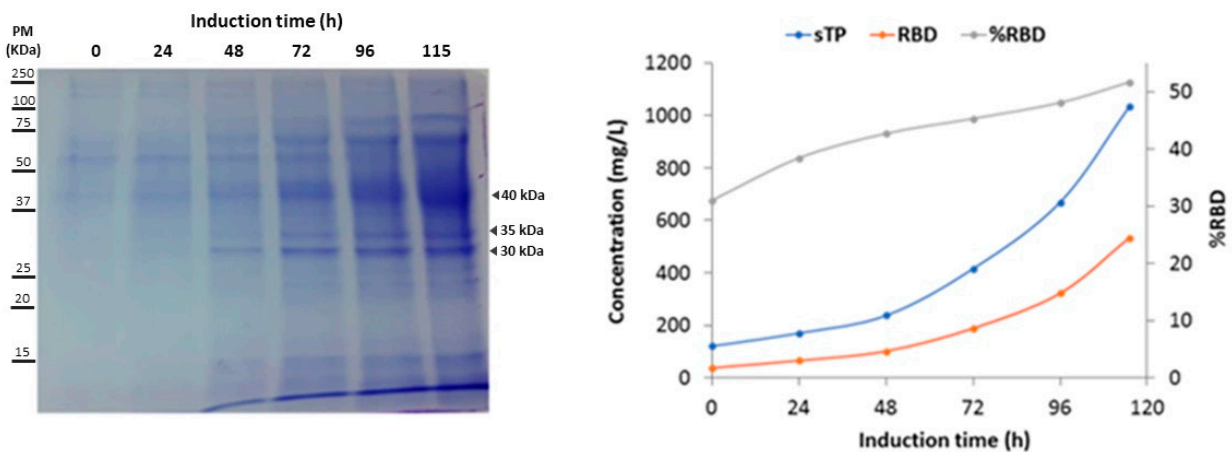 Induction time (h)
PM
(KDa)
0 24 48 72 96 115
250
100
75
50
37
25
20
15
40 kDa
35 kDa
30 kDa
sTP RBD %RBD
1200
1000
800
600
400
200
0
Concentration (mg/L)
50
40
30
20
10
0
%RBD
0 24 48 72 96 120
Induction time (h)